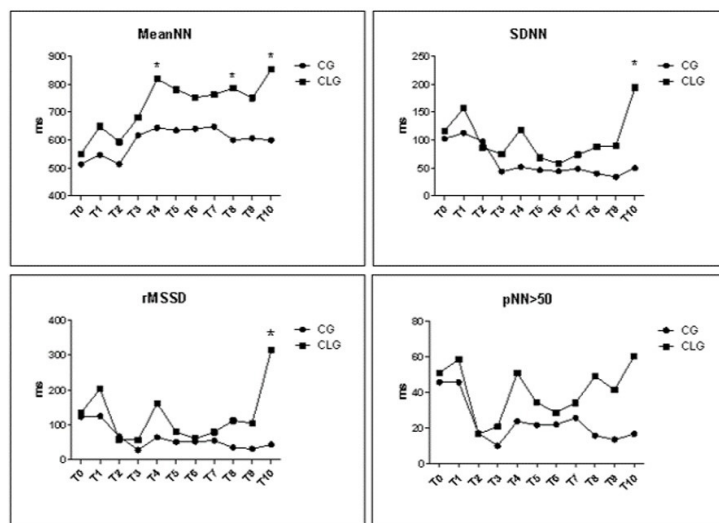 MeanNN
900
800
700
600
500
400
ms
* * *
CG
CLG
T0 T1 T2 T3 T4 T5 T6 T7 T8 T9 T10
SDNN
250
200
150
100
50
0
ms
*
CG
CLG
T0 T1 T2 T3 T4 T5 T6 T7 T8 T9 T10
rMSSD
400
300
200
100
0
ms
*
CG
CLG
T0 T1 T2 T3 T4 T5 T6 T7 T8 T9 T10
pNN>50
80
60
40
20
0
ms
CG
CLG
T0 T1 T2 T3 T4 T5 T6 T7 T8 T9 T10